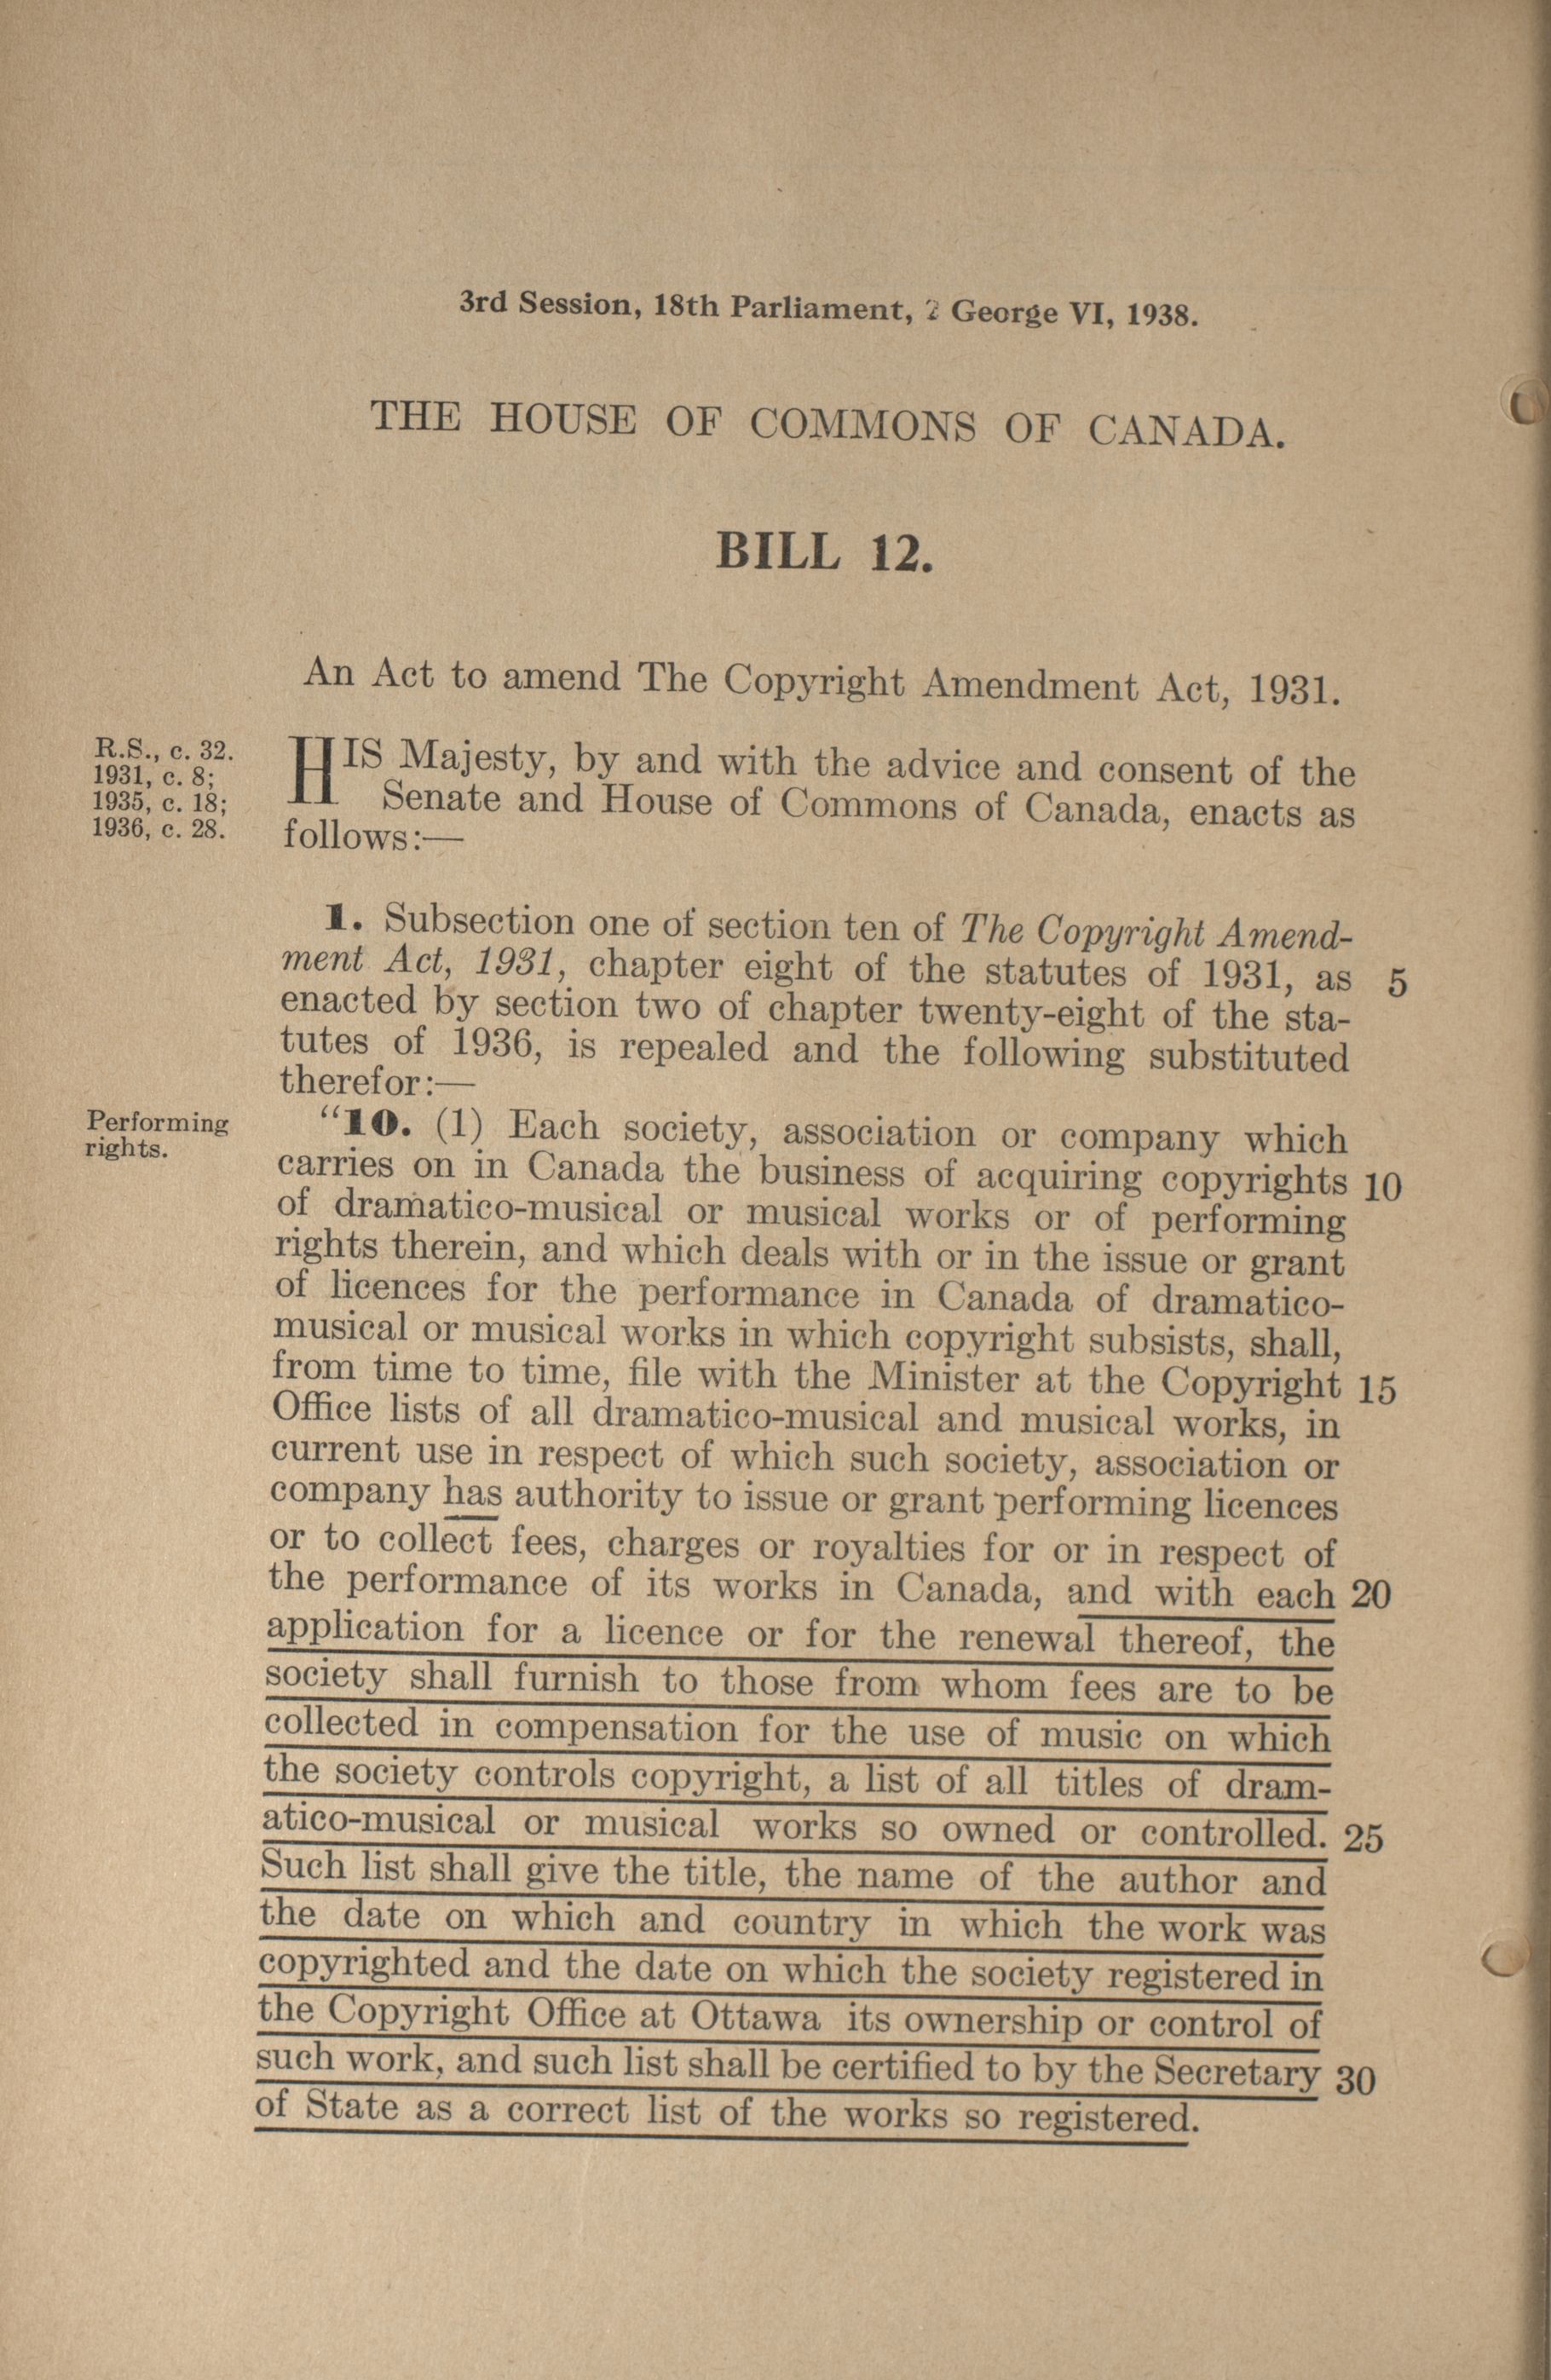 3rd Session, 18th Parliament, 2 George VI, 1938.
THE HOUSE OF COMMONS OF CANADA.
BILL 12.
An Act to amend The Copyright Amendment Act, 1931.
R.S., c. 32.
1931, c. 8;
1935, c. 18;
1936, c. 28.
HIS Majesty, by and with the advice and consent of the
Senate and House of Commons of Canada, enacts as
follows:—
1. Subsection one of section ten of The Copyright Amend-
ment Act, 1931, chapter eight of the statutes of 1931, as 5
enacted by section two of chapter twenty-eight of the sta-
tutes of 1936, is repealed and the following substituted
therefor:—
Performing
rights.
“10. (1) Each society, association or company which
carries on in Canada the business of acquiring copyrights 10
of dramatico-musical or musical works or of performing
rights therein, and which deals with or in the issue or grant
of licences for the performance in Canada of dramatico-
musical or musical works in which copyright subsists, shall,
from time to time, file with the Minister at the Copyright 15
Office lists of all dramatico-musical and musical works, in
current use in respect of which such society, association or
company has authority to issue or grant performing licences
or to collect fees, charges or royalties for or in respect of
the performance of its works in Canada, and with each 20
application for a licence or for the renewal thereof, the
society shall furnish to those from whom fees are to be
collected in compensation for the use of music on which
the society controls copyright, a list of all titles of dram-
atico-musical or musical works so owned or controlled. 25
Such list shall give the title, the name of the author and
the date on which and country in which the work was
copyrighted and the date on which the society registered in
the Copyright Office at Ottawa its ownership or control of
such work, and such list shall be certified to by the Secretary 30
of State as a correct list of the works so registered.